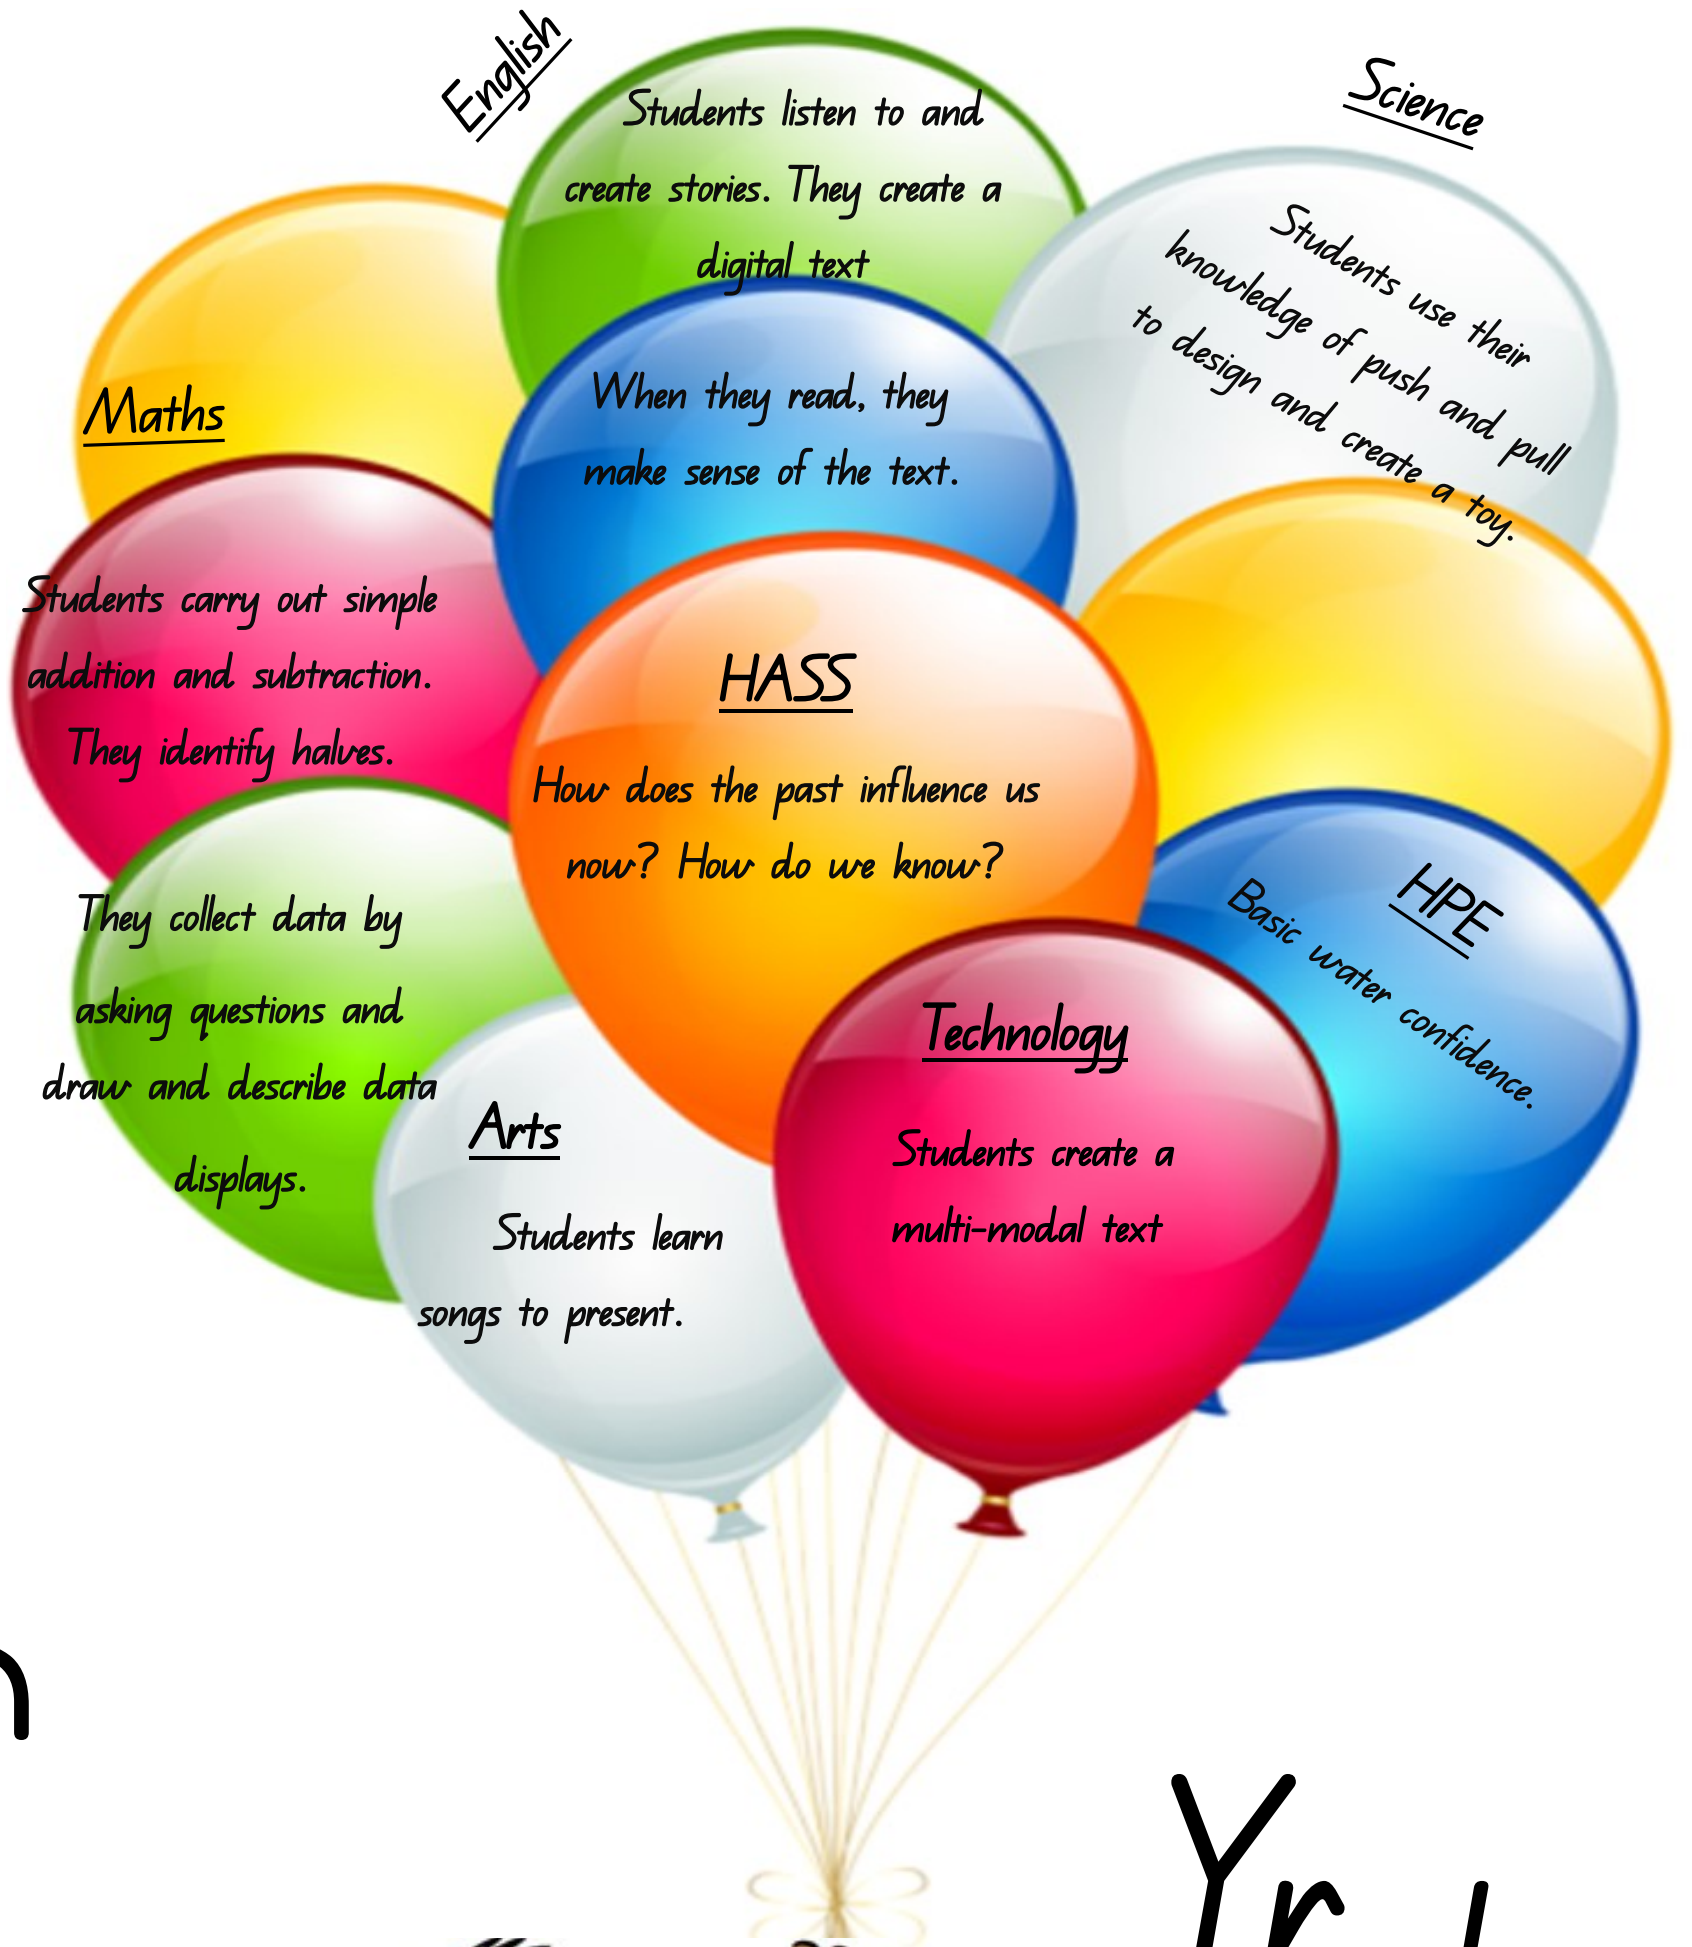 English
Students listen to and
create stories. They create a
digital text
When they read, they
make sense of the text.
Science
Students use their
knowledge of push and pull
to design and create a toy.
Maths
Students carry out simple
addition and subtraction.
They identify halves.
They collect data by
asking questions and
draw and describe data
displays.
HASS
How does the past influence us
now? How do we know?
HPE
Basic water confidence.
Technology
Students create a
multi-modal text
Arts
Students learn
songs to present.
Yr